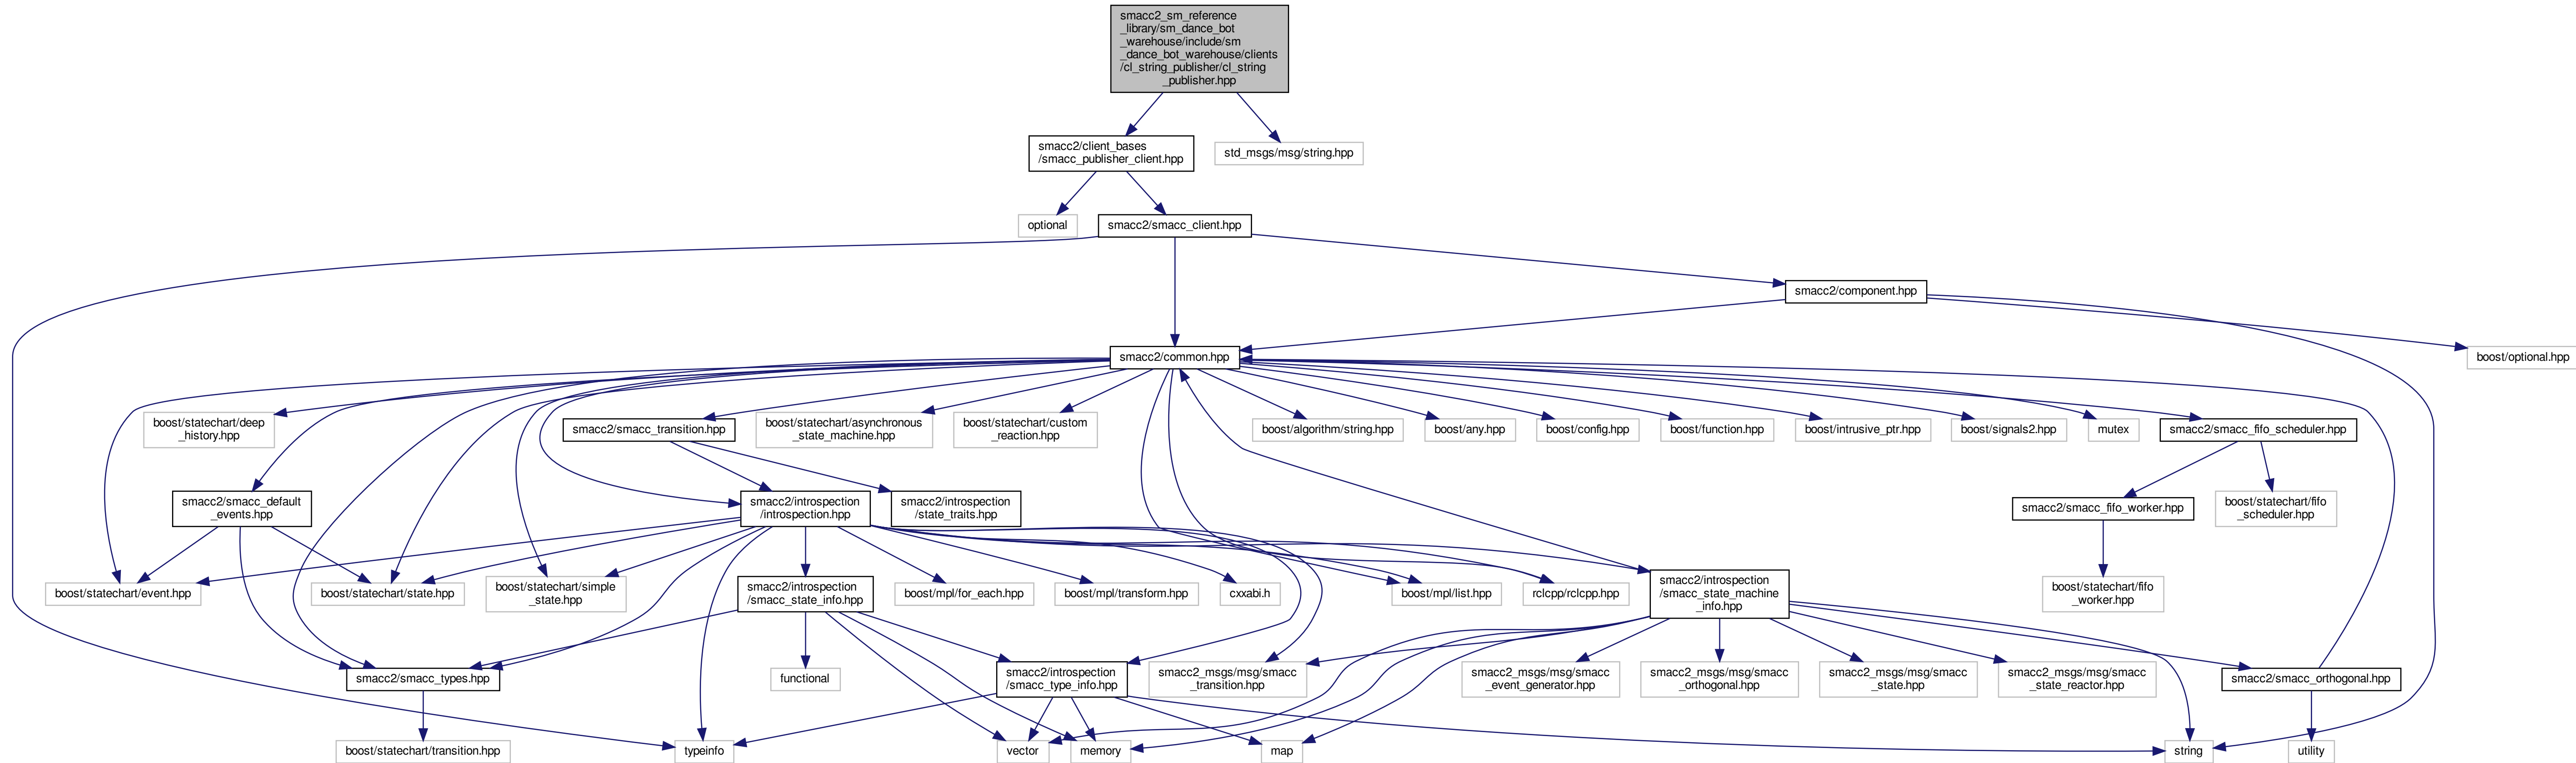 smacc2_sm_reference
_library/sm_dance_bot
_warehouse/include/sm
_dance_bot_warehouse/clients
/cl_string_publisher/cl_string
_publisher.hpp
smacc2/client_bases
/smacc_publisher_client.hpp
std_msgs/msg/string.hpp
optional
smacc2/smacc_client.hpp
smacc2/component.hpp
smacc2/common.hpp
boost/optional.hpp
boost/statechart/deep
_history.hpp
smacc2/smacc_transition.hpp
boost/statechart/asynchronous
_state_machine.hpp
boost/statechart/custom
_reaction.hpp
boost/algorithm/string.hpp
boost/any.hpp
boost/config.hpp
boost/function.hpp
boost/intrusive_ptr.hpp
boost/signals2.hpp
mutex
smacc2/smacc_fifo_scheduler.hpp
smacc2/smacc_default
_events.hpp
smacc2/introspection
/introspection.hpp
smacc2/introspection
/state_traits.hpp
smacc2/smacc_fifo_worker.hpp
boost/statechart/fifo
_scheduler.hpp
boost/statechart/event.hpp
boost/statechart/state.hpp
boost/statechart/simple
_state.hpp
smacc2/introspection
/smacc_state_info.hpp
boost/mpl/for_each.hpp
boost/mpl/transform.hpp
cxxabi.h
boost/mpl/list.hpp
rclcpp/rclcpp.hpp
smacc2/introspection
/smacc_state_machine
_info.hpp
boost/statechart/fifo
_worker.hpp
smacc2/smacc_types.hpp
functional
smacc2/introspection
/smacc_type_info.hpp
smacc2_msgs/msg/smacc
_transition.hpp
smacc2_msgs/msg/smacc
_event_generator.hpp
smacc2_msgs/msg/smacc
_orthogonal.hpp
smacc2_msgs/msg/smacc
_state.hpp
smacc2_msgs/msg/smacc
_state_reactor.hpp
smacc2/smacc_orthogonal.hpp
boost/statechart/transition.hpp
typeinfo
vector
memory
map
string
utility